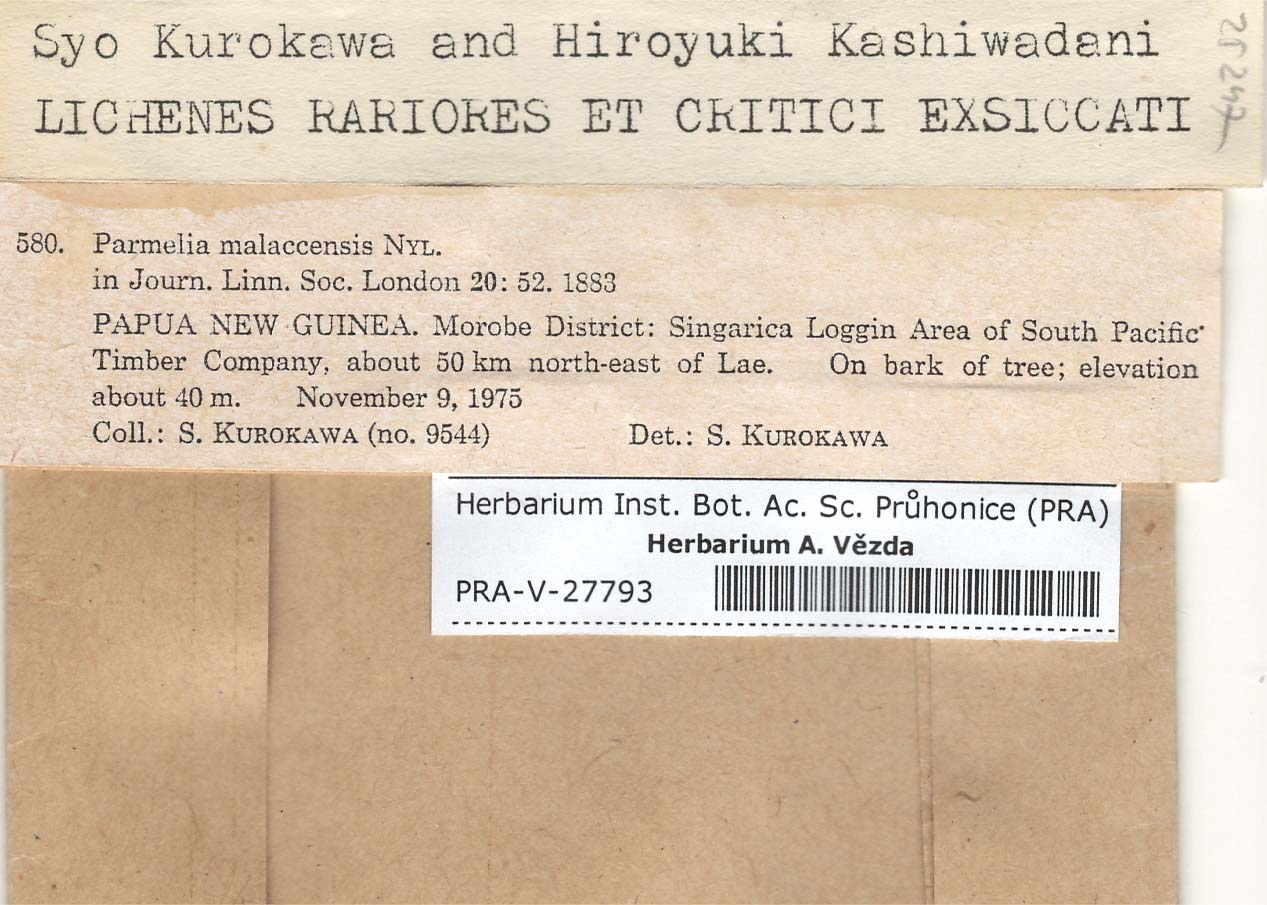 Syo Kurokawa and Hiroyuki Kashiwadani
LICHENES RARIORES ET CRITICI EXSICCATI
25247
580. Parmelia malaccensis NYL.
in Journ. Linn. Soc. London 20: 52. 1883
PAPUA NEW GUINEA. Morobe District: Singarica Loggin Area of South Pacific
Timber Company, about 50 km north-east of Lae. On bark of tree; elevation
about 40 m. November 9, 1975
Coll.: S. KUROKAWA (no. 9544) Det.: S. KUROKAWA
Herbarium Inst. Bot. Ac. Sc. Průhonice (PRA)
Herbarium A. Vězda
PRA-V-27793